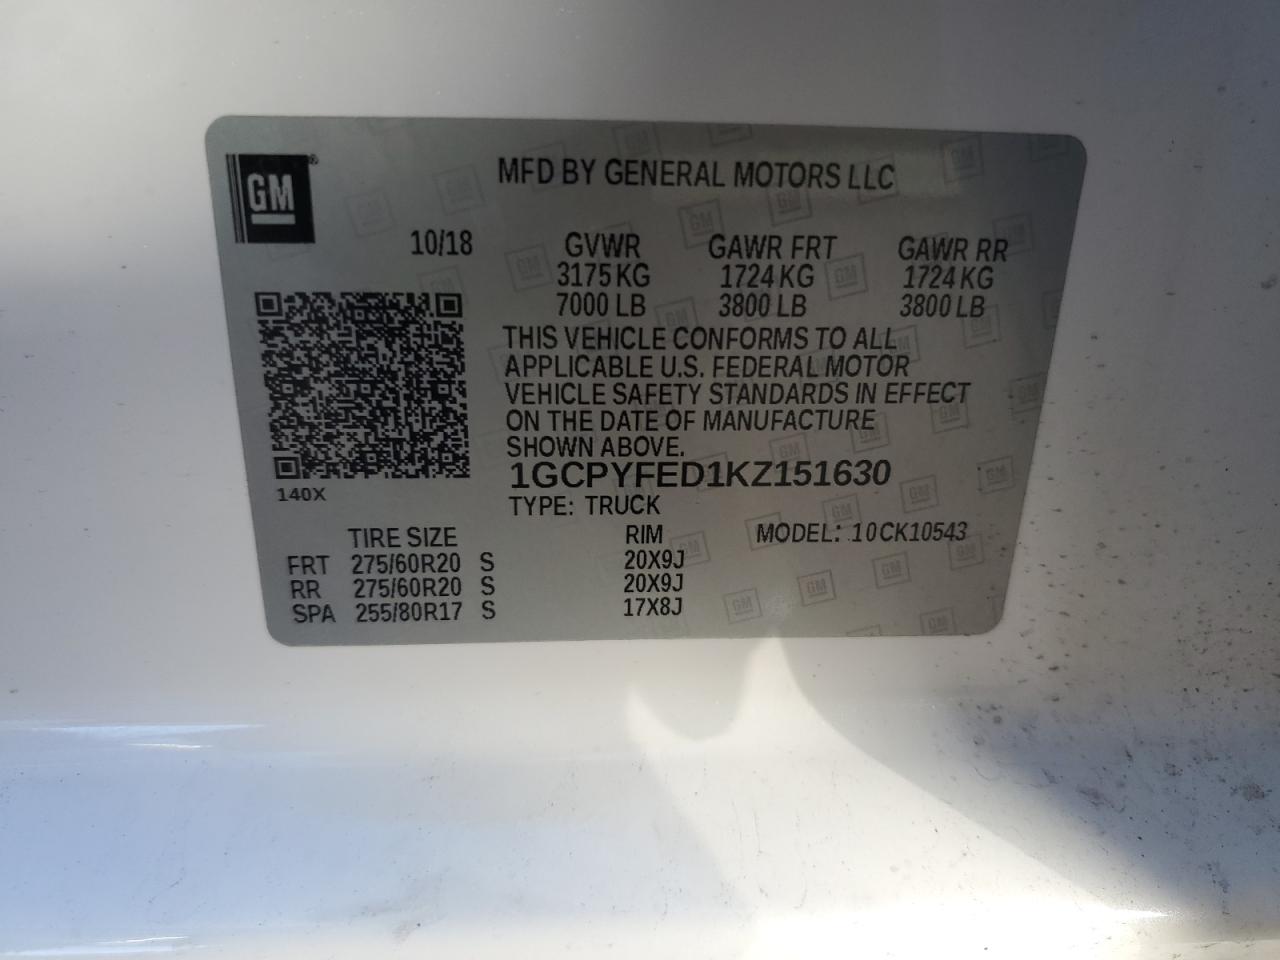 GM®
MFD BY GENERAL MOTORS LLC
10/18 GVWR GAWR FRT GAWR RR
3175 KG 1724 KG 1724 KG
7000 LB 3800 LB 3800 LB
THIS VEHICLE CONFORMS TO ALL
APPLICABLE U.S. FEDERAL MOTOR
VEHICLE SAFETY STANDARDS IN EFFECT
ON THE DATE OF MANUFACTURE
SHOWN ABOVE.
1GCPYFED1KZ151630
140X
TYPE: TRUCK
TIRE SIZE RIM MODEL: 10CK10543
FRT 275/60R20 S 20X9J
RR 275/60R20 S 20X9J
SPA 255/80R17 S 17X8J